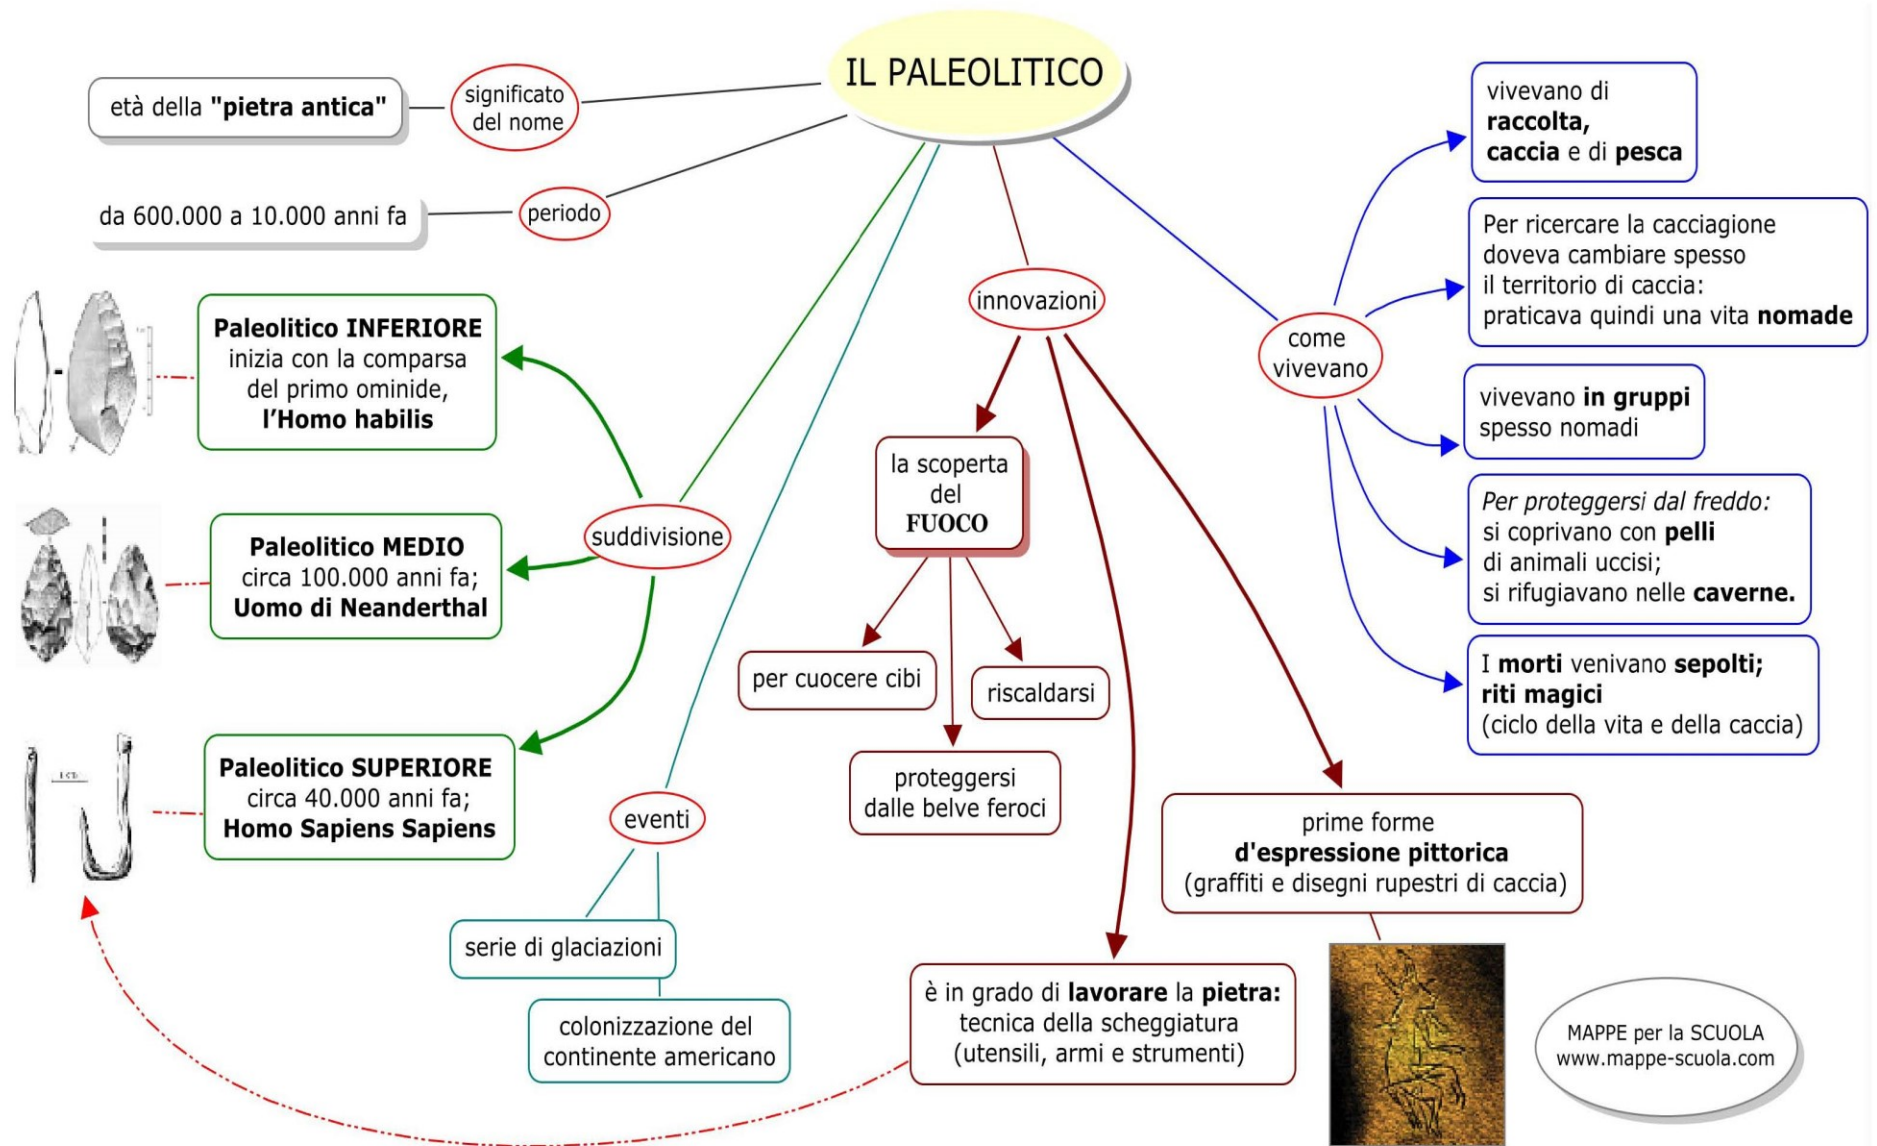 IL PALEOLITICO
significato
del nome
età della "pietra antica"
periodo
da 600.000 a 10.000 anni fa
suddivisione
Paleolitico INFERIORE
inizia con la comparsa
del primo ominide,
l'Homo habilis
Paleolitico MEDIO
circa 100.000 anni fa;
Uomo di Neanderthal
Paleolitico SUPERIORE
circa 40.000 anni fa;
Homo Sapiens Sapiens
eventi
serie di glaciazioni
colonizzazione del
continente americano
innovazioni
la scoperta
del
FUOCO
per cuocere cibi
proteggersi
dalle belve feroci
riscaldarsi
è in grado di lavorare la pietra:
tecnica della scheggiatura
(utensili, armi e strumenti)
prime forme
d'espressione pittorica
(graffiti e disegni rupestri di caccia)
come
vivevano
vivevano di
raccolta,
caccia e di pesca
Per ricercare la cacciagione
doveva cambiare spesso
il territorio di caccia:
praticava quindi una vita nomade
vivevano in gruppi
spesso nomadi
Per proteggersi dal freddo:
si coprivano con pelli
di animali uccisi;
si rifugiavano nelle caverne.
I morti venivano sepolti;
riti magici
(ciclo della vita e della caccia)
MAPPE per la SCUOLA
www.mappe-scuola.com